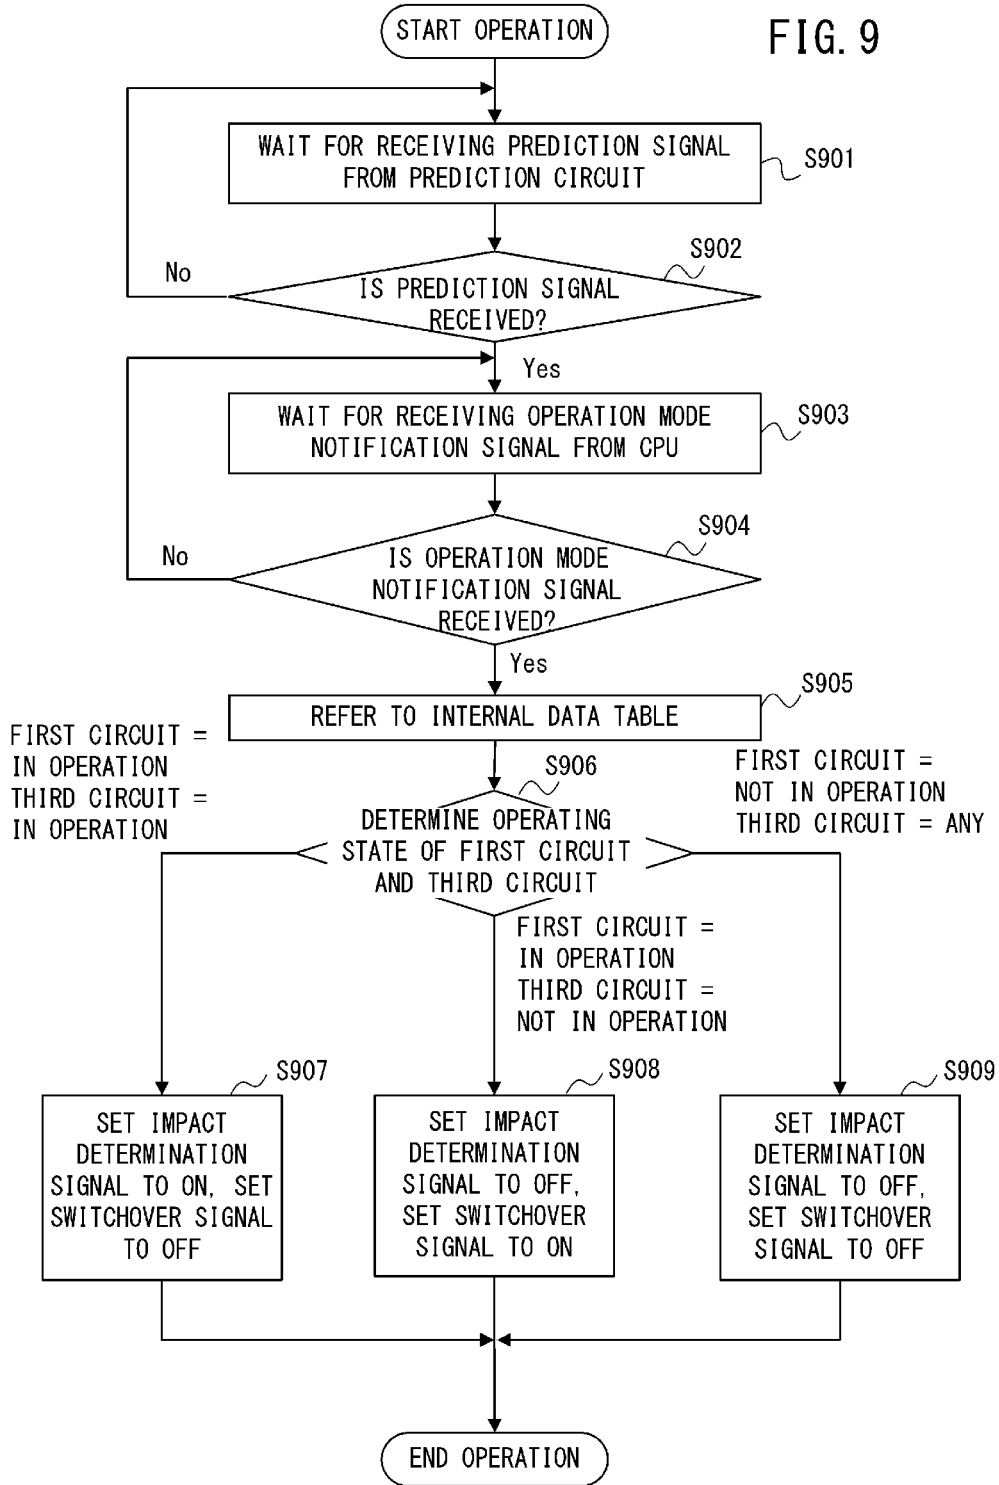 START OPERATION
FIG. 9
WAIT FOR RECEIVING PREDICTION SIGNAL
FROM PREDICTION CIRCUIT
S901
S902
No
IS PREDICTION SIGNAL
RECEIVED?
Yes
WAIT FOR RECEIVING OPERATION MODE
NOTIFICATION SIGNAL FROM CPU
S903
S904
No
IS OPERATION MODE
NOTIFICATION SIGNAL
RECEIVED?
Yes
S905
REFER TO INTERNAL DATA TABLE
FIRST CIRCUIT =
IN OPERATION
THIRD CIRCUIT =
IN OPERATION
S906
DETERMINE OPERATING
STATE OF FIRST CIRCUIT
AND THIRD CIRCUIT
FIRST CIRCUIT =
NOT IN OPERATION
THIRD CIRCUIT = ANY
FIRST CIRCUIT =
IN OPERATION
THIRD CIRCUIT =
NOT IN OPERATION
S907
SET IMPACT
DETERMINATION
SIGNAL TO ON, SET
SWITCHOVER SIGNAL
TO OFF
S908
SET IMPACT
DETERMINATION
SIGNAL TO OFF,
SET SWITCHOVER
SIGNAL TO ON
S909
SET IMPACT
DETERMINATION
SIGNAL TO OFF,
SET SWITCHOVER
SIGNAL TO OFF
END OPERATION